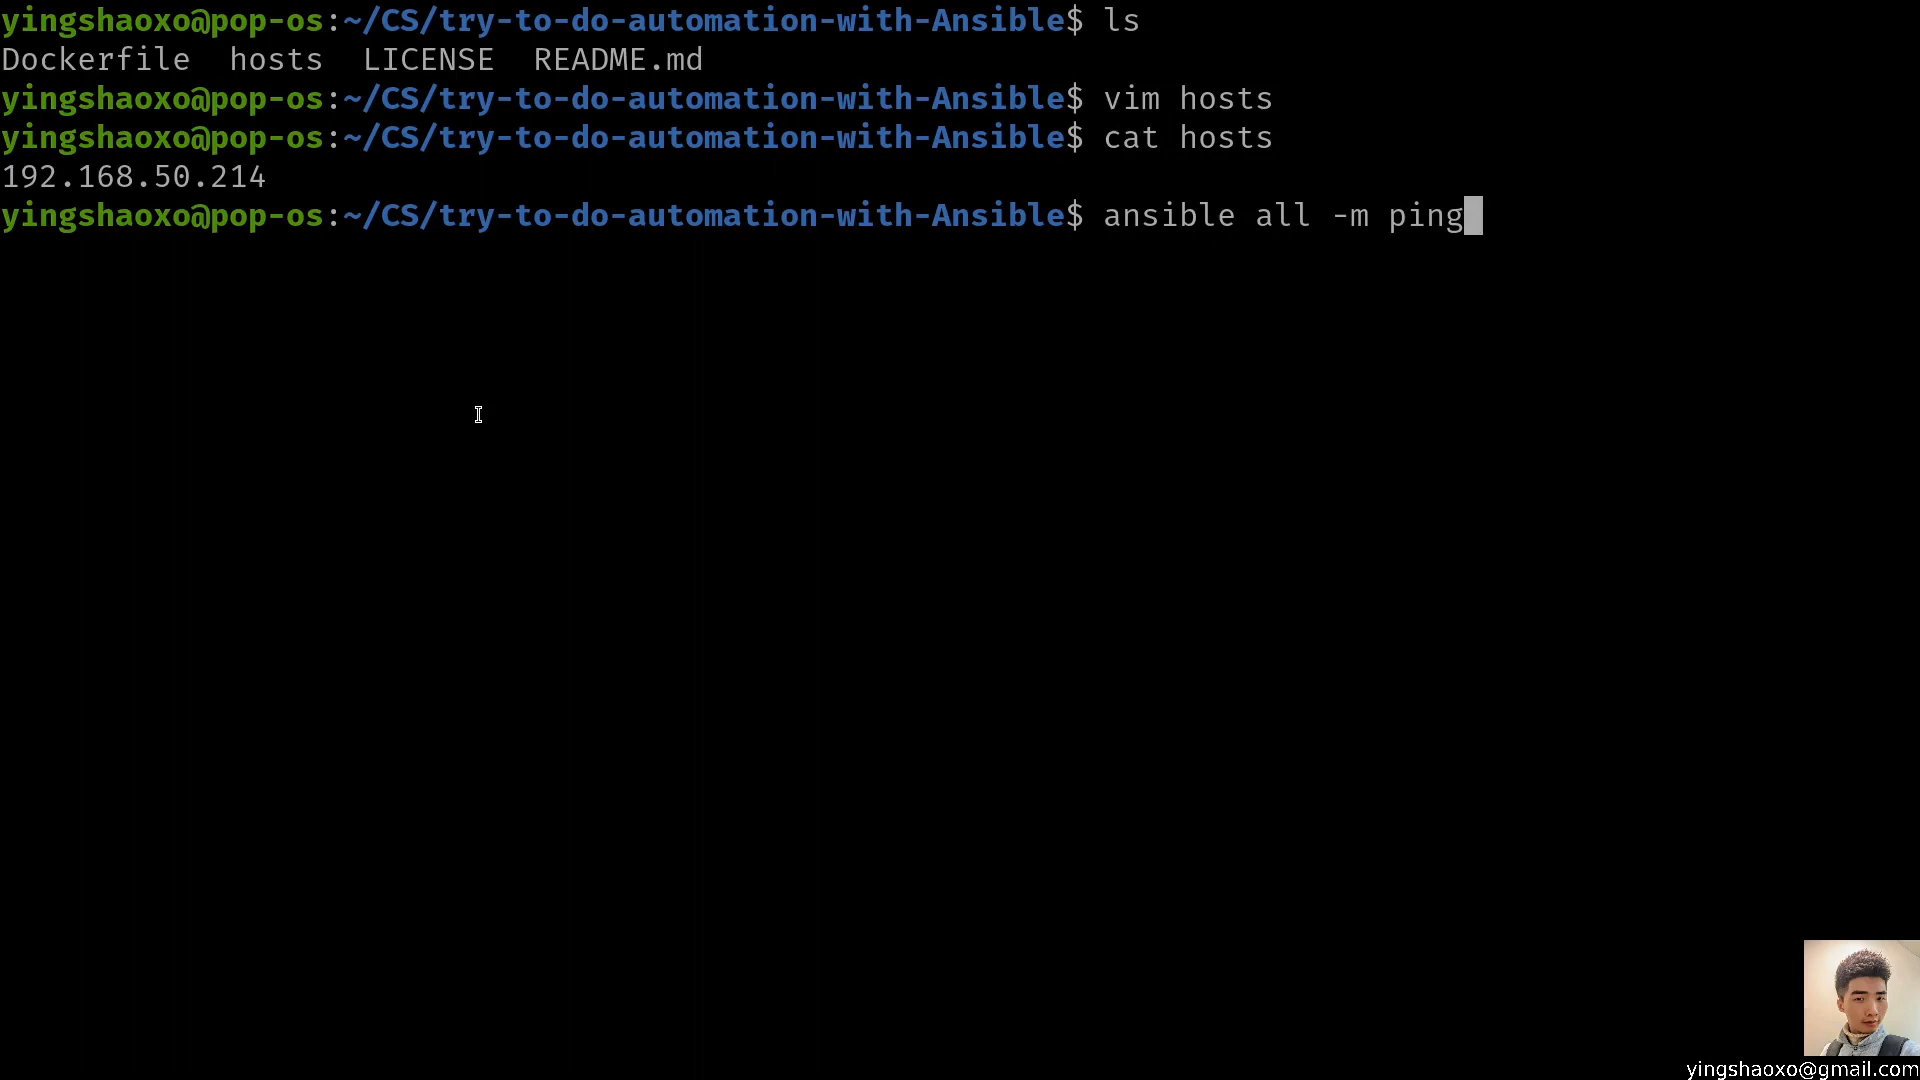 yingshaoxo@pop-os:~/CS/try-to-do-automation-with-Ansible$ ls
Dockerfile  hosts  LICENSE  README.md
yingshaoxo@pop-os:~/CS/try-to-do-automation-with-Ansible$ vim hosts
yingshaoxo@pop-os:~/CS/try-to-do-automation-with-Ansible$ cat hosts
192.168.50.214
yingshaoxo@pop-os:~/CS/try-to-do-automation-with-Ansible$ ansible all -m ping
yingshaoxo@gmail.com